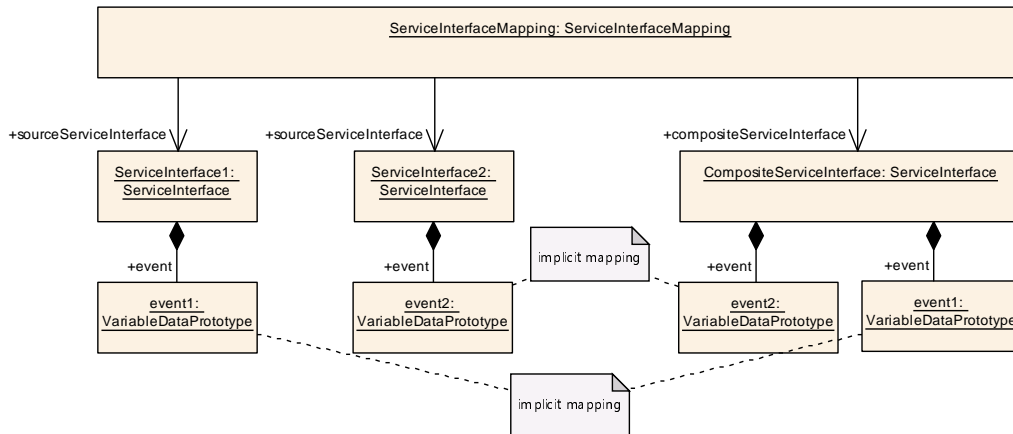 ServiceInterfaceMapping: ServiceInterfaceMapping
+sourceServiceInterface
+sourceServiceInterface
+compositeServiceInterface
ServiceInterface1:
ServiceInterface
ServiceInterface2:
ServiceInterface
CompositeServiceInterface: ServiceInterface
implicit mapping
+event
+event
+event
+event
event1:
VariableDataPrototype
event2:
VariableDataPrototype
event2:
VariableDataPrototype
event1:
VariableDataPrototype
implicit mapping